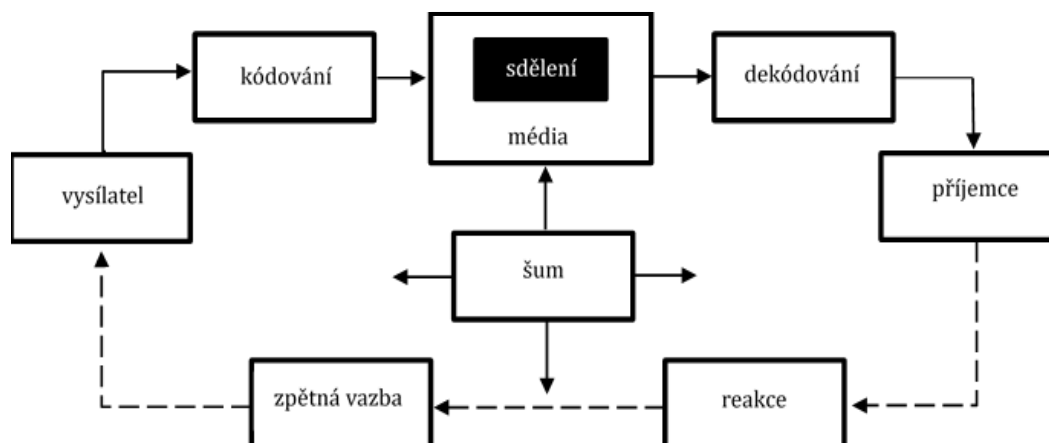 kódování
sdělení
média
dekódování
vysílatel
příjemce
šum
zpětná vazba
reakce